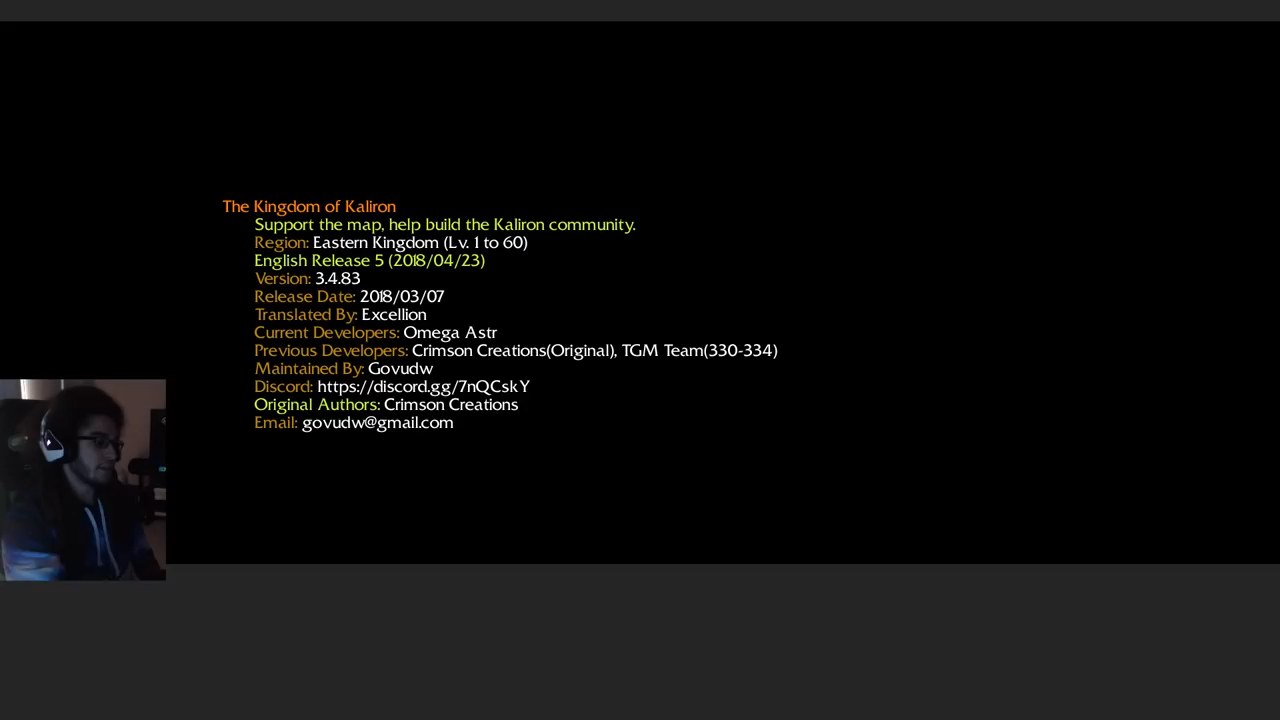 The Kingdom of Kaliron
Support the map, help build the Kaliron community.
Region: Eastern Kingdom (Lv. 1 to 60)
English Release 5 (2018/04/23)
Version: 3.4.83
Release Date: 2018/03/07
Translated By: Excellion
Current Developers: Omega Astr
Previous Developers: Crimson Creations(Original), TGM Team(330-334)
Maintained By: Govudw
Discord: https://discord.gg/7nQCskY
Original Authors: Crimson Creations
Email: govudw@gmail.com